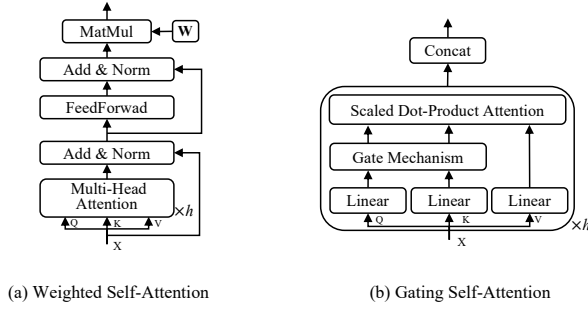 MatMul
W
Add & Norm
FeedForwad
Add & Norm
Multi-Head
Attention
×h
Q
K
V
X
(a) Weighted Self-Attention
Concat
Scaled Dot-Product Attention
Gate Mechanism
Linear
Linear
Linear
Q
K
V
×h
X
(b) Gating Self-Attention